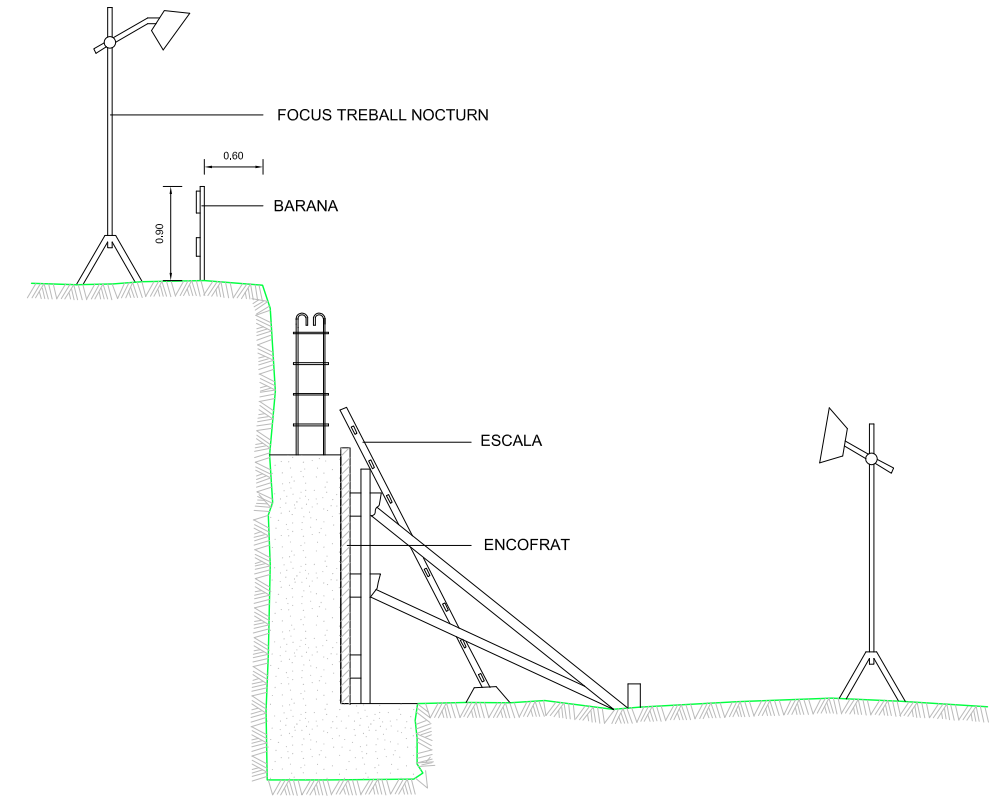 FOCUS TREBALL NOCTURN
0.60
BARANA
0.90
ESCALA
ENCOFRAT